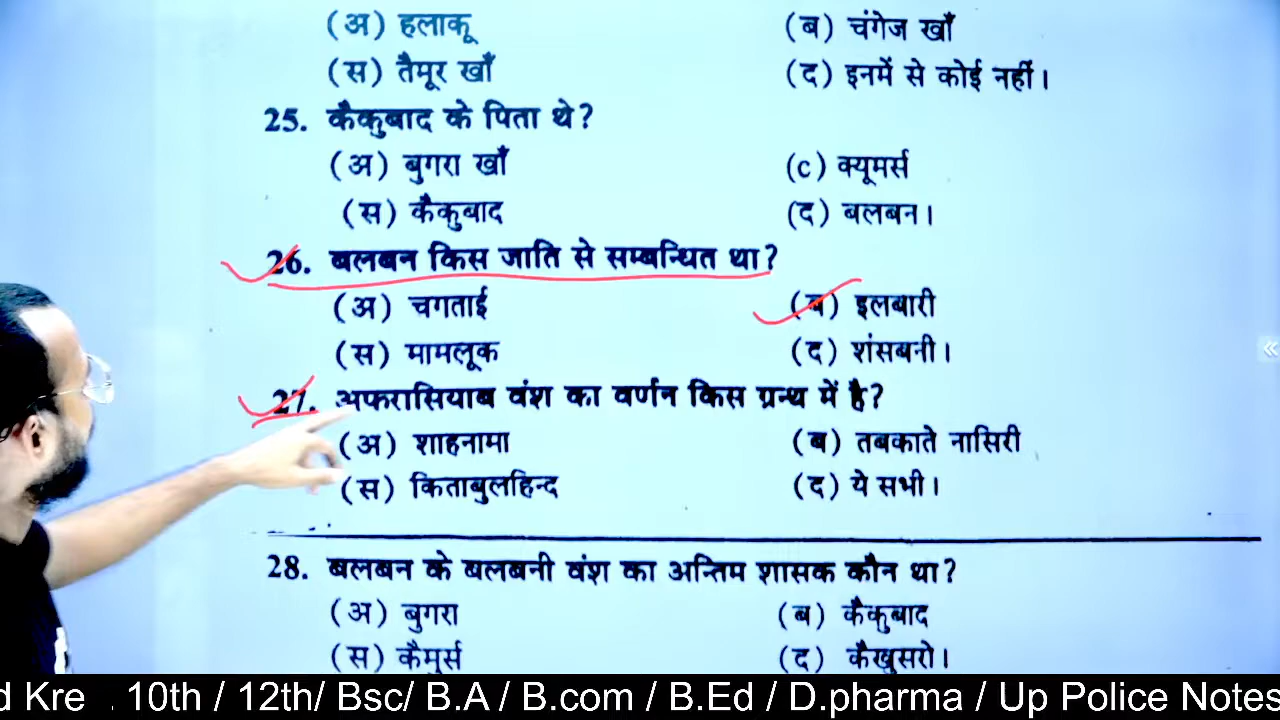 (अ) हलाकू (ब) चंगेज खाँ
(स) तैमूर खाँ (द) इनमें से कोई नहीं।
25. कैकुबाद के पिता थे?
(अ) बुगरा खाँ (c) क्यूमर्स
(स) कैकुबाद (द) बलबन।
26. बलबन किस जाति से सम्बन्धित था?
(अ) चगताई (ब) इलबारी
(स) मामलूक (द) शंसबनी।
27. अफरासियाब वंश का वर्णन किस ग्रन्थ में है?
(अ) शाहनामा (ब) तबकाते नासिरी
(स) किताबुलहिन्द (द) ये सभी।
28. बलबन के बलबनी वंश का अन्तिम शासक कौन था?
(अ) बुगरा (ब) कैकुबाद
(स) कैमुर्स (द) कैखुसरो।
d Kre . 10th / 12th/ Bsc/ B.A / B.com / B.Ed / D.pharma / Up Police Notes